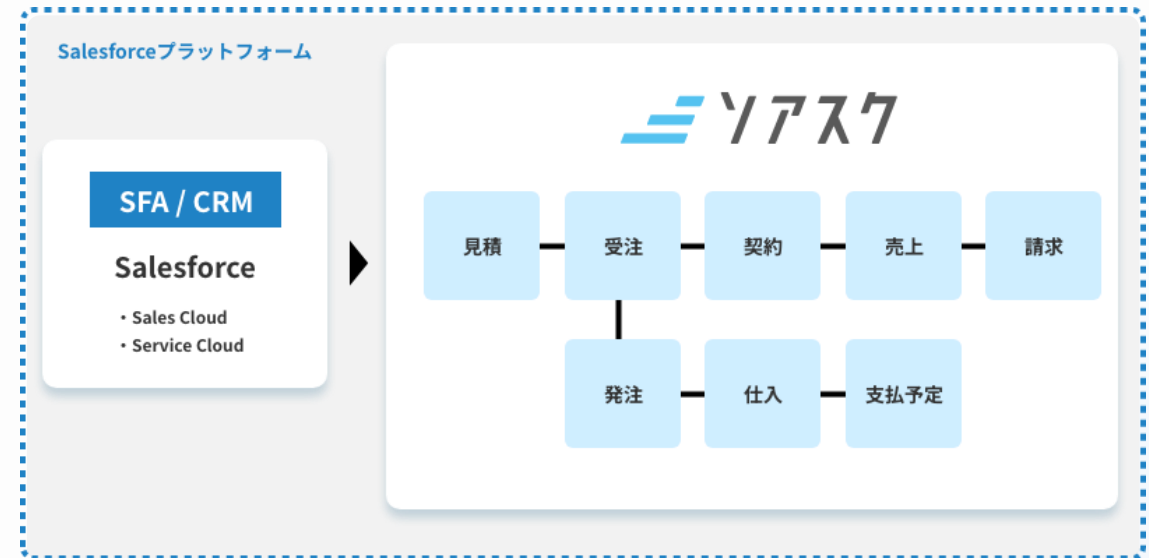 Salesforceプラットフォーム
SFA / CRM
Salesforce
・Sales Cloud
・Service Cloud
ソアスク
見積
受注
契約
売上
請求
発注
仕入
支払予定